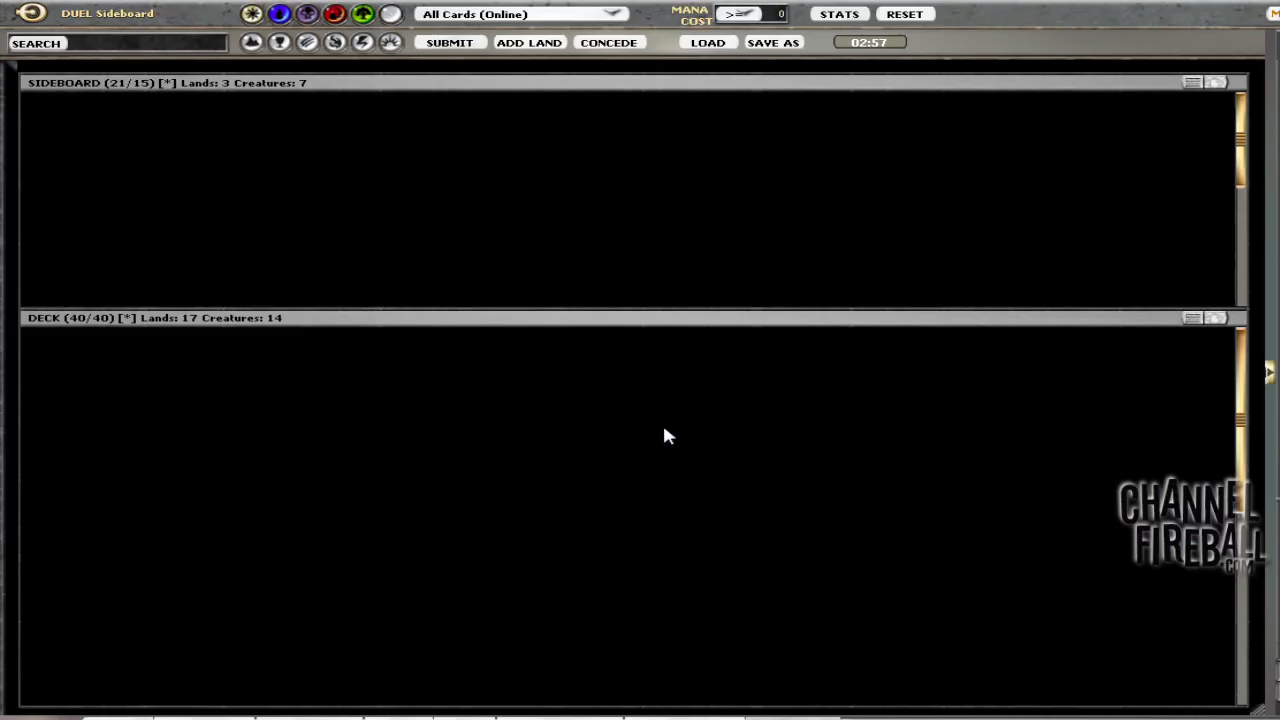 DUEL Sideboard
All Cards (Online)
MANA COST
> 0
STATS
RESET
SEARCH
SUBMIT
ADD LAND
CONCEDE
LOAD
SAVE AS
02:57
SIDEBOARD (21/15) [*] Lands: 3 Creatures: 7
DECK (40/40) [*] Lands: 17 Creatures: 14
CHANNEL
FIREBALL
.COM